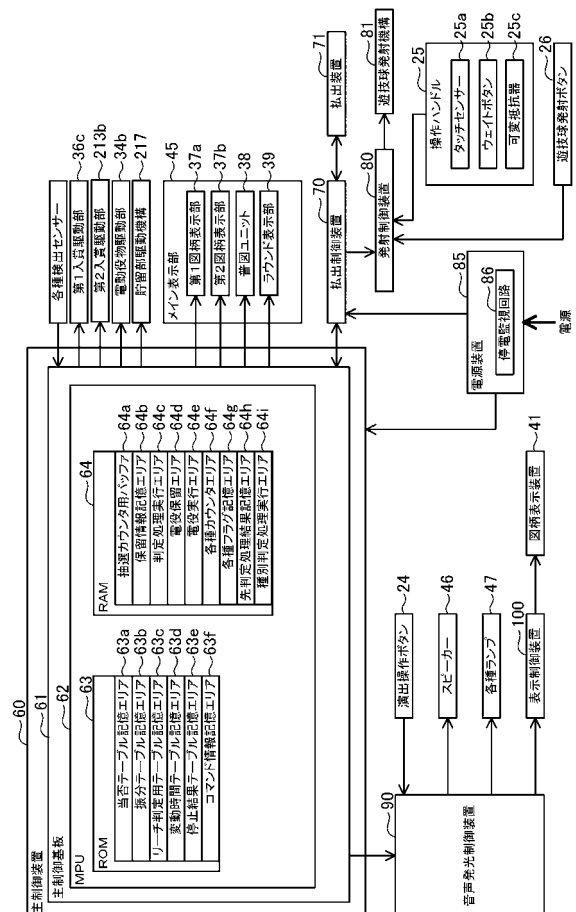 60
主制御装置
61
主制御基板
62
MPU
63
ROM
当否テーブル記憶エリア 63a
振分テーブル記憶エリア 63b
リーチ判定用テーブル記憶エリア 63c
変動時間テーブル記憶エリア 63d
停止結果テーブル記憶エリア 63e
コマンド情報記憶エリア 63f
64
RAM
抽選カウンタ用バッファ 64a
保留情報記憶エリア 64b
判定処理実行エリア 64c
電役保留エリア 64d
電役実行エリア 64e
各種カウンタエリア 64f
各種フラグ記憶エリア 64g
先判定処理結果記憶エリア 64h
種別判定処理実行エリア 64i
各種検出センサー
第1入賞駆動部 36c
第2入賞駆動部 213b
電動役物駆動部 34b
貯留部駆動機構 217
メイン表示部 45
第1図柄表示部 37a
第2図柄表示部 37b
普図ユニット 38
ラウンド表示部 39
払出制御装置 70
払出装置 71
発射制御装置 80
遊技球発射機構 81
操作ハンドル 25
タッチセンサー 25a
ウェイトボタン 25b
可変抵抗器 25c
遊技球発射ボタン 26
電源装置 85
停電監視回路 86
電源
90
音声発光制御装置
演出操作ボタン 24
スピーカー 46
各種ランプ 47
表示制御装置 100
図柄表示装置 41